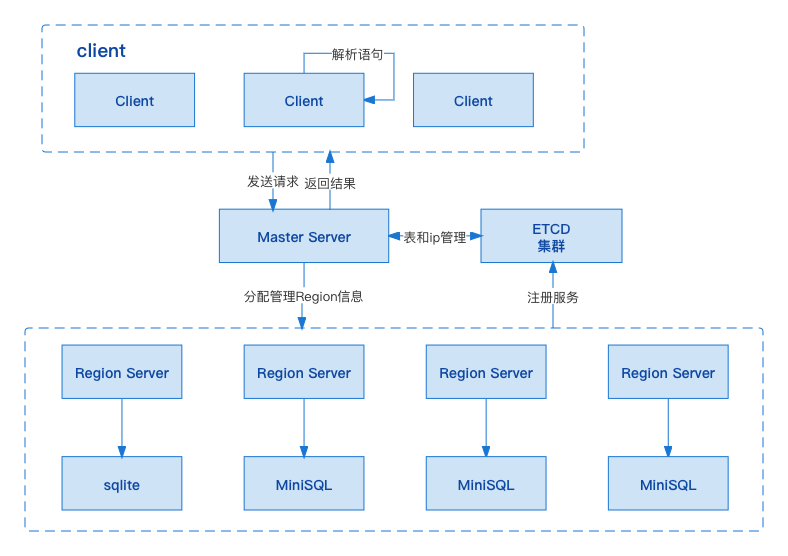 client
解析语句
Client
Client
Client
发送请求
返回结果
Master Server
表和ip管理
ETCD
集群
分配管理Region信息
注册服务
Region Server
Region Server
Region Server
Region Server
sqlite
MiniSQL
MiniSQL
MiniSQL